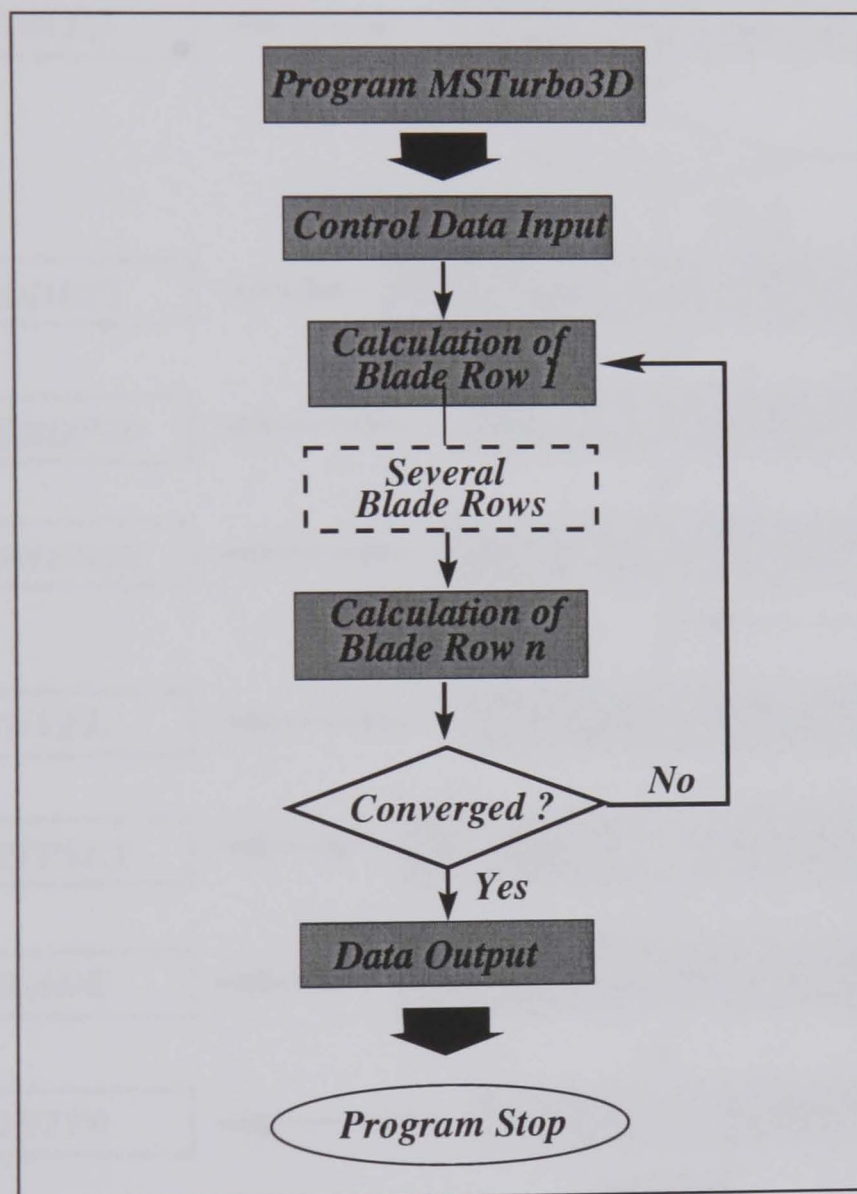 Program MSTurbo3D
Control Data Input
Calculation of
Blade Row 1
Several
Blade Rows
Calculation of
Blade Row n
Converged ?
No
Yes
Data Output
Program Stop